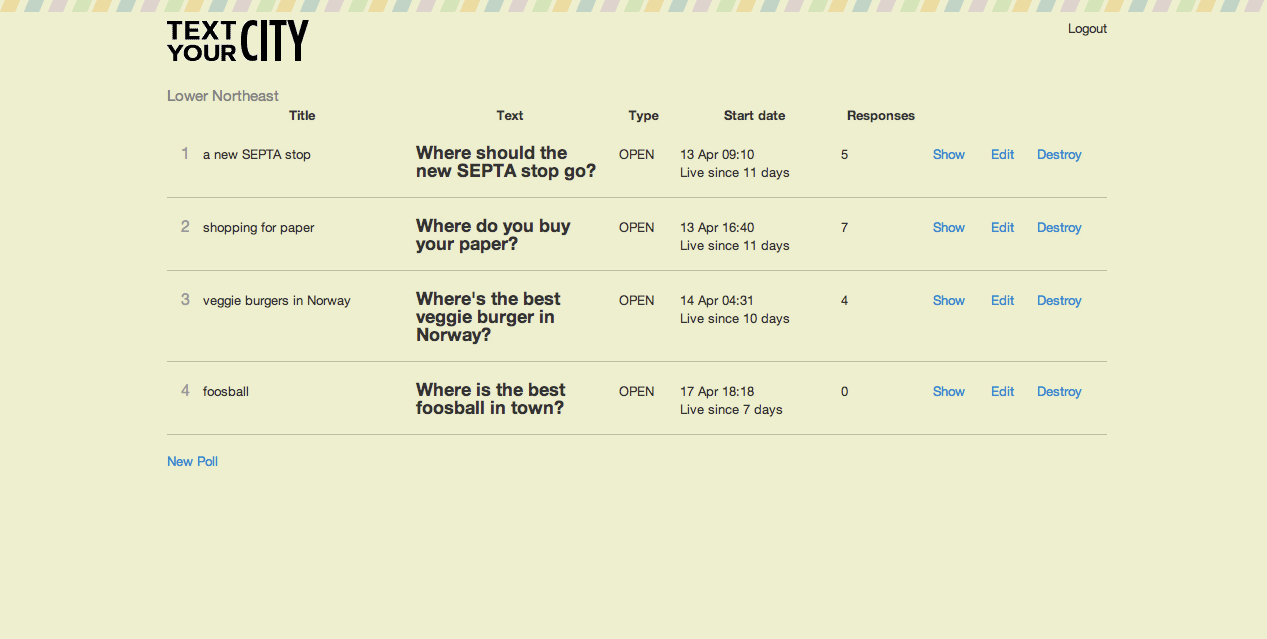 TEXT YOUR CITY
Logout
Lower Northeast
Title Text Type Start date Responses
1 a new SEPTA stop Where should the OPEN 13 Apr 09:10 5 Show Edit Destroy
new SEPTA stop go? Live since 11 days
2 shopping for paper Where do you buy OPEN 13 Apr 16:40 7 Show Edit Destroy
your paper? Live since 11 days
3 veggie burgers in Norway Where's the best OPEN 14 Apr 04:31 4 Show Edit Destroy
veggie burger in Live since 10 days
Norway?
4 foosball Where is the best OPEN 17 Apr 18:18 0 Show Edit Destroy
foosball in town? Live since 7 days
New Poll